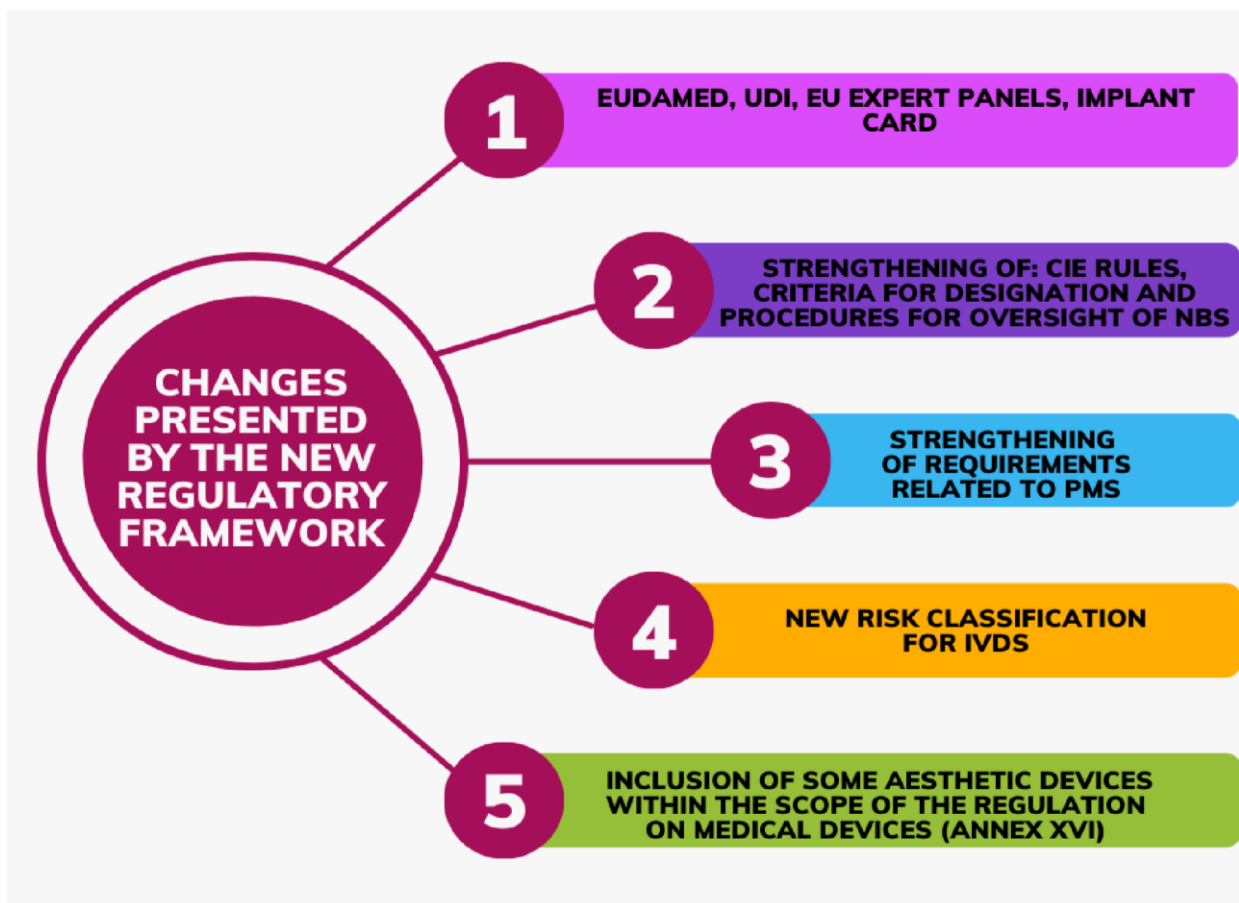 CHANGES
PRESENTED
BY THE NEW
REGULATORY
FRAMEWORK
1
EUDAMED, UDI, EU EXPERT PANELS, IMPLANT
CARD
2
STRENGTHENING OF: CIE RULES,
CRITERIA FOR DESIGNATION AND
PROCEDURES FOR OVERSIGHT OF NBS
3
STRENGTHENING
OF REQUIREMENTS
RELATED TO PMS
4
NEW RISK CLASSIFICATION
FOR IVDS
5
INCLUSION OF SOME AESTHETIC DEVICES
WITHIN THE SCOPE OF THE REGULATION
ON MEDICAL DEVICES (ANNEX XVI)